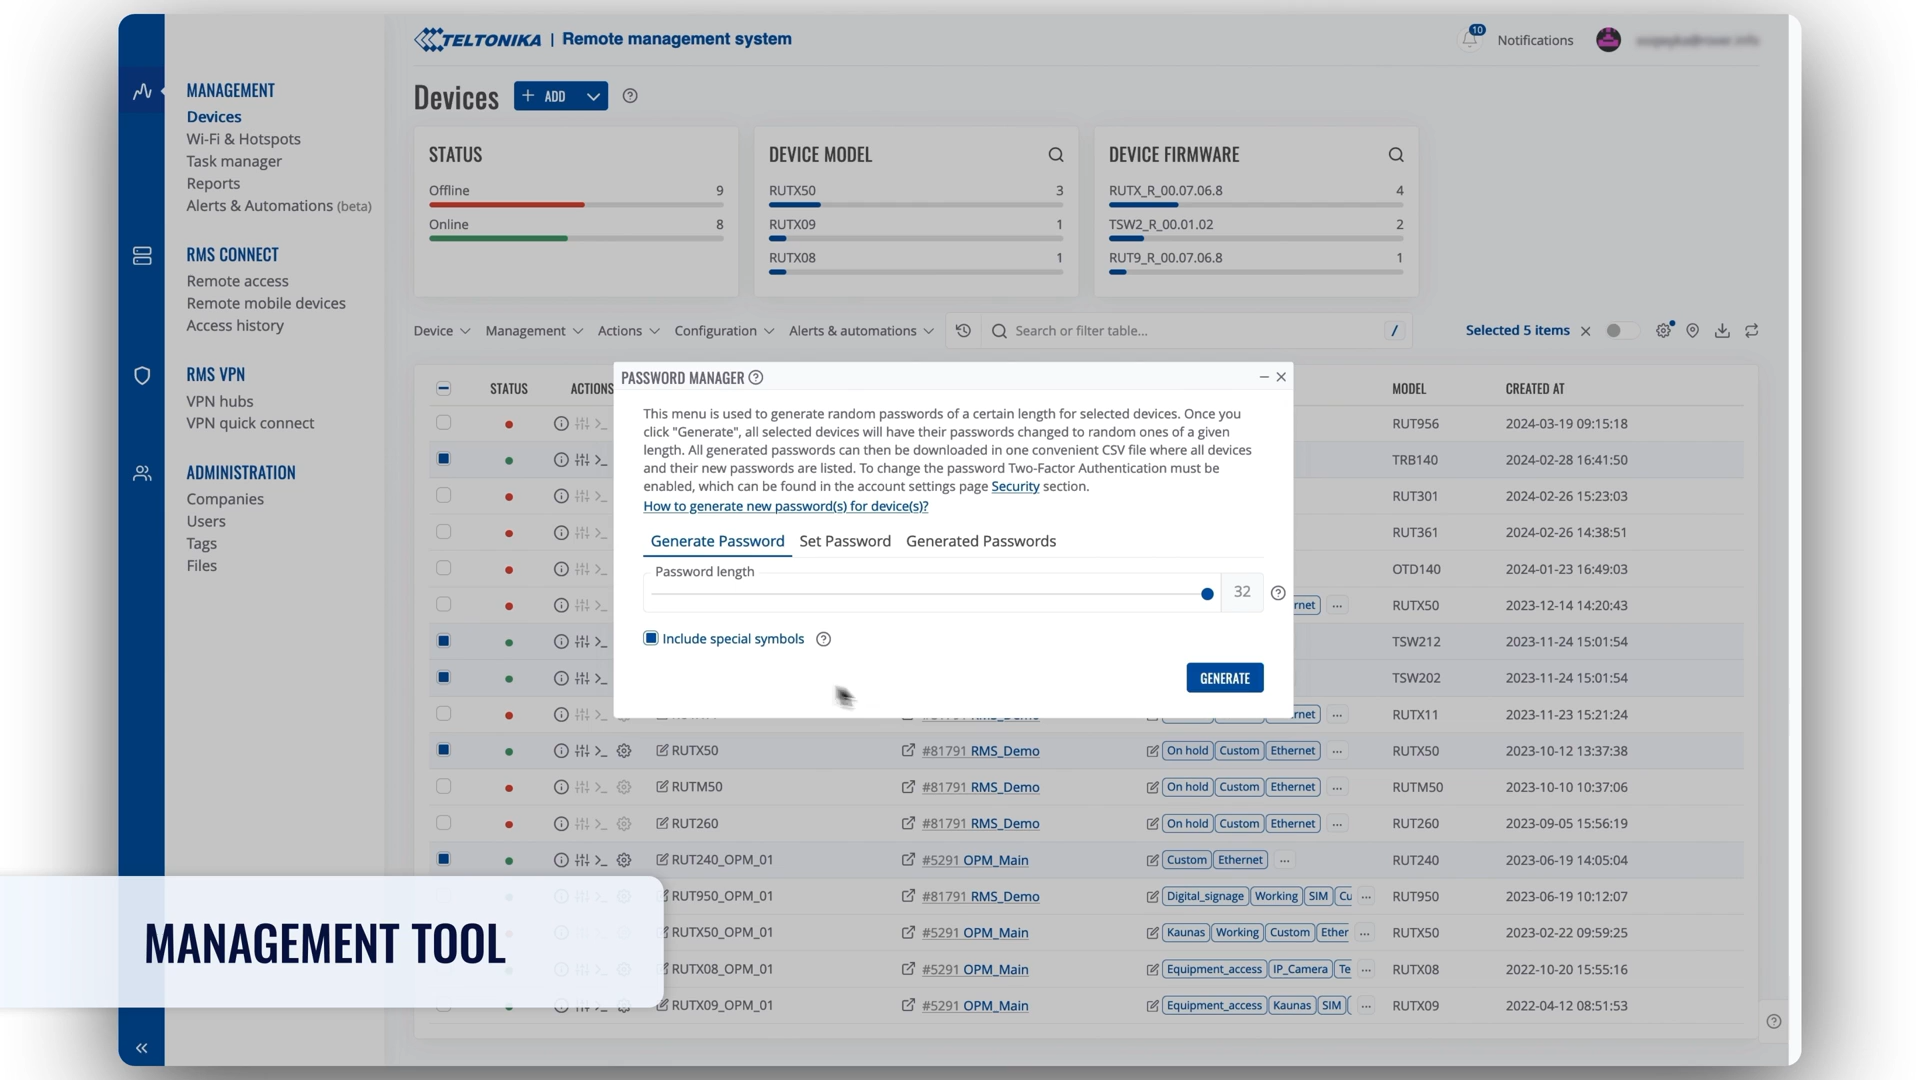 TELTONIKA | Remote management system
10
Notifications
MANAGEMENT
Devices
Wi-Fi & Hotspots
Task manager
Reports
Alerts & Automations (beta)
RMS CONNECT
Remote access
Remote mobile devices
Access history
RMS VPN
VPN hubs
VPN quick connect
ADMINISTRATION
Companies
Users
Tags
Files
Devices
+ ADD
STATUS
Offline 9
Online 8
DEVICE MODEL
RUTX50 3
RUTX09 1
RUTX08 1
DEVICE FIRMWARE
RUTX_R_00.07.06.8 4
TSW2_R_00.01.02 2
RUT9_R_00.07.06.8 1
Device Management Actions Configuration Alerts & automations Search or filter table... / Selected 5 items
STATUS ACTIONS MODEL CREATED AT
RUT956 2024-03-19 09:15:18
TRB140 2024-02-28 16:41:50
RUT301 2024-02-26 15:23:03
RUT361 2024-02-26 14:38:51
OTD140 2024-01-23 16:49:03
rnet ... RUTX50 2023-12-14 14:20:43
TSW212 2023-11-24 15:01:54
TSW202 2023-11-24 15:01:54
rnet ... RUTX11 2023-11-23 15:21:24
PASSWORD MANAGER
This menu is used to generate random passwords of a certain length for selected devices. Once you
click "Generate", all selected devices will have their passwords changed to random ones of a given
length. All generated passwords can then be downloaded in one convenient CSV file where all devices
and their new passwords are listed. To change the password Two-Factor Authentication must be
enabled, which can be found in the account settings page Security section.
How to generate new password(s) for device(s)?
Generate Password Set Password Generated Passwords
Password length
32
Include special symbols
GENERATE
RUTX50 #81791 RMS_Demo On hold Custom Ethernet ... RUTX50 2023-10-12 13:37:38
RUTM50 #81791 RMS_Demo On hold Custom Ethernet ... RUTM50 2023-10-10 10:37:06
RUT260 #81791 RMS_Demo On hold Custom Ethernet ... RUT260 2023-09-05 15:56:19
RUT240_OPM_01 #5291 OPM_Main Custom Ethernet ... RUT240 2023-06-19 14:05:04
RUT950_OPM_01 #81791 RMS_Demo Digital_signage Working SIM Cu ... RUT950 2023-06-19 10:12:07
RUTX50_OPM_01 #5291 OPM_Main Kaunas Working Custom Ether ... RUTX50 2023-02-22 09:59:25
RUTX08_OPM_01 #5291 OPM_Main Equipment_access IP_Camera Te ... RUTX08 2022-10-20 15:55:16
RUTX09_OPM_01 #5291 OPM_Main Equipment_access Kaunas SIM ... RUTX09 2022-04-12 08:51:53
MANAGEMENT TOOL